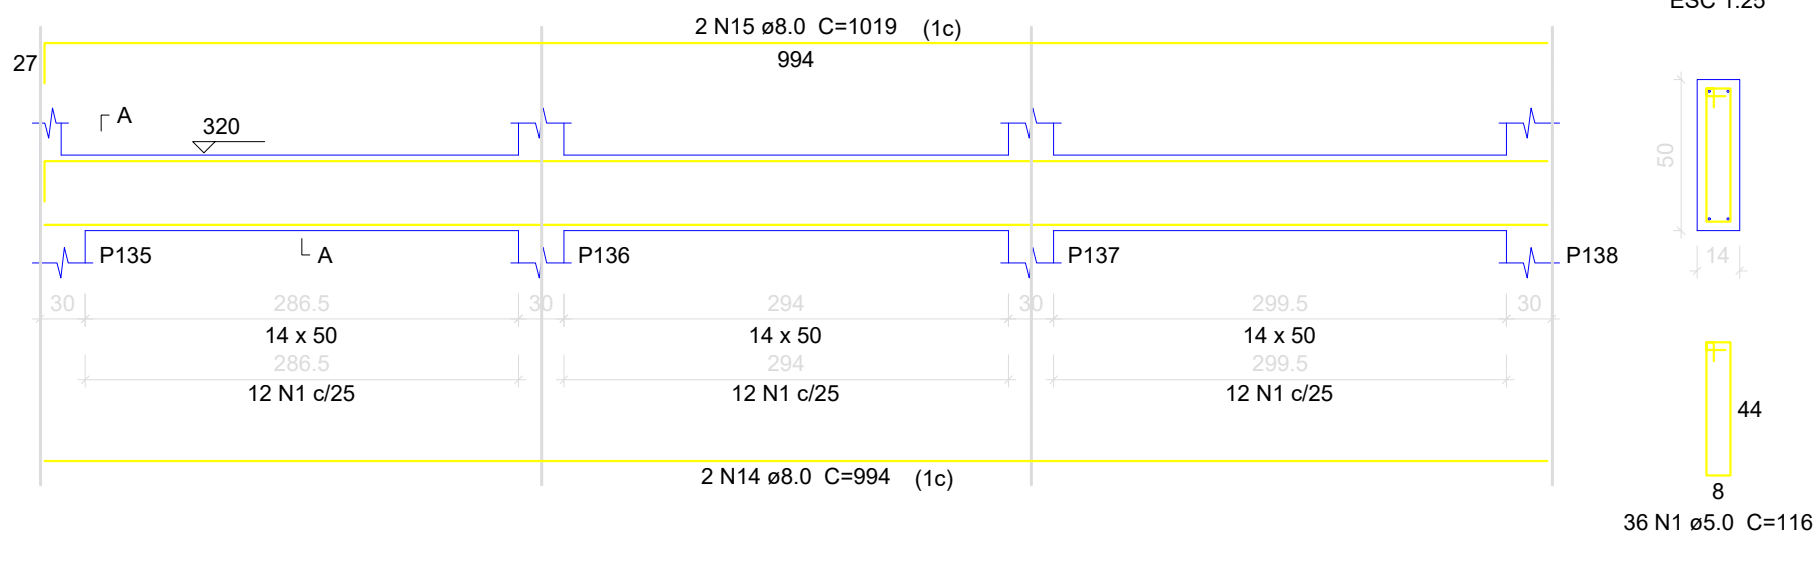 ESC 1:25
2 N15 ø8.0 C=1019 (1c)
27
994
A
320
50
P135
A
P136
P137
P138
14
30
286.5
30
294
30
299.5
30
14 x 50
14 x 50
14 x 50
286.5
294
299.5
12 N1 c/25
12 N1 c/25
12 N1 c/25
44
2 N14 ø8.0 C=994 (1c)
8
36 N1 ø5.0 C=116